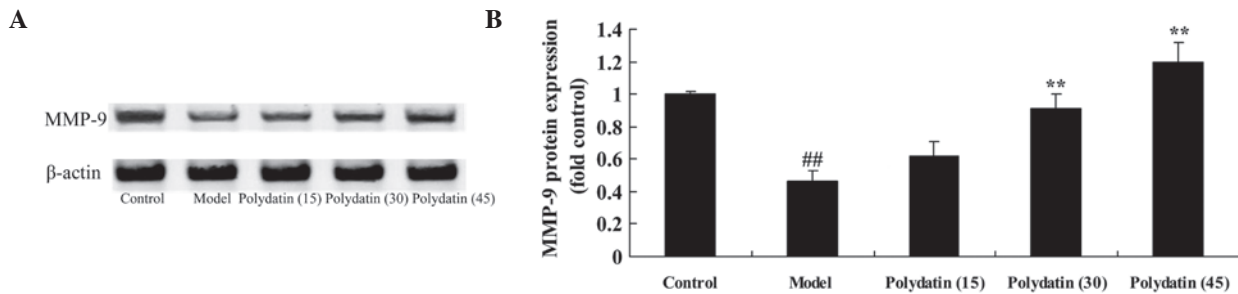 A
MMP-9
β-actin
Control Model Polydatin (15) Polydatin (30) Polydatin (45)
B
MMP-9 protein expression
(fold control)
1.4
1.2
1
0.8
0.6
0.4
0.2
0
##
**
**
Control Model Polydatin (15) Polydatin (30) Polydatin (45)